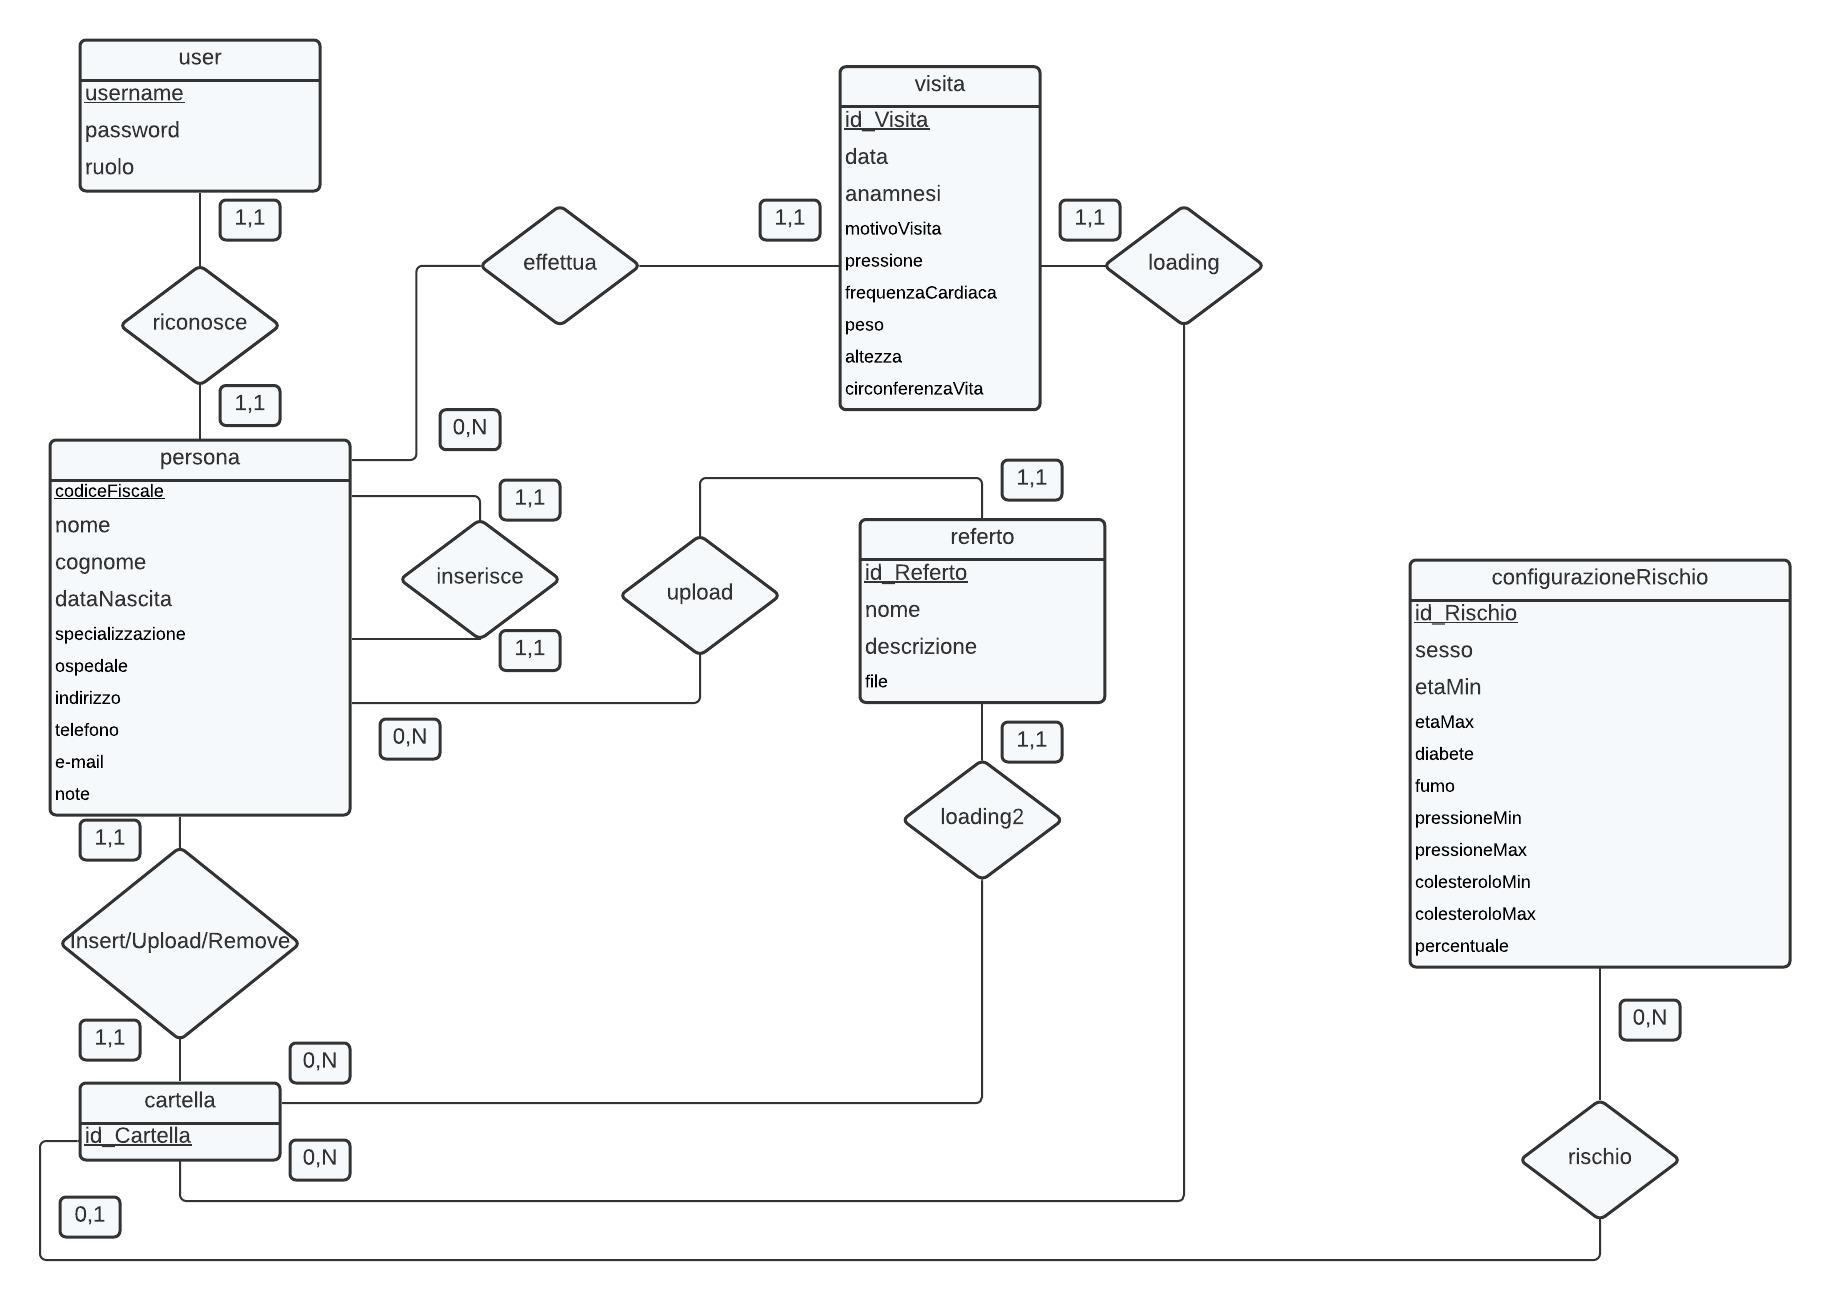 user
username
password
ruolo
1,1
riconosce
1,1
persona
codiceFiscale
nome
cognome
dataNascita
specializzazione
ospedale
indirizzo
telefono
e-mail
note
effettua
0,N
1,1
visita
id_Visita
data
anamnesi
motivoVisita
pressione
frequenzaCardiaca
peso
altezza
circonferenzaVita
1,1
loading
1,1
inserisce
1,1
upload
0,N
1,1
referto
id_Referto
nome
descrizione
file
1,1
loading2
configurazioneRischio
id_Rischio
sesso
etaMin
etaMax
diabete
fumo
pressioneMin
pressioneMax
colesteroloMin
colesteroloMax
percentuale
0,N
rischio
1,1
Insert/Upload/Remove
1,1
0,N
cartella
id_Cartella
0,N
0,1